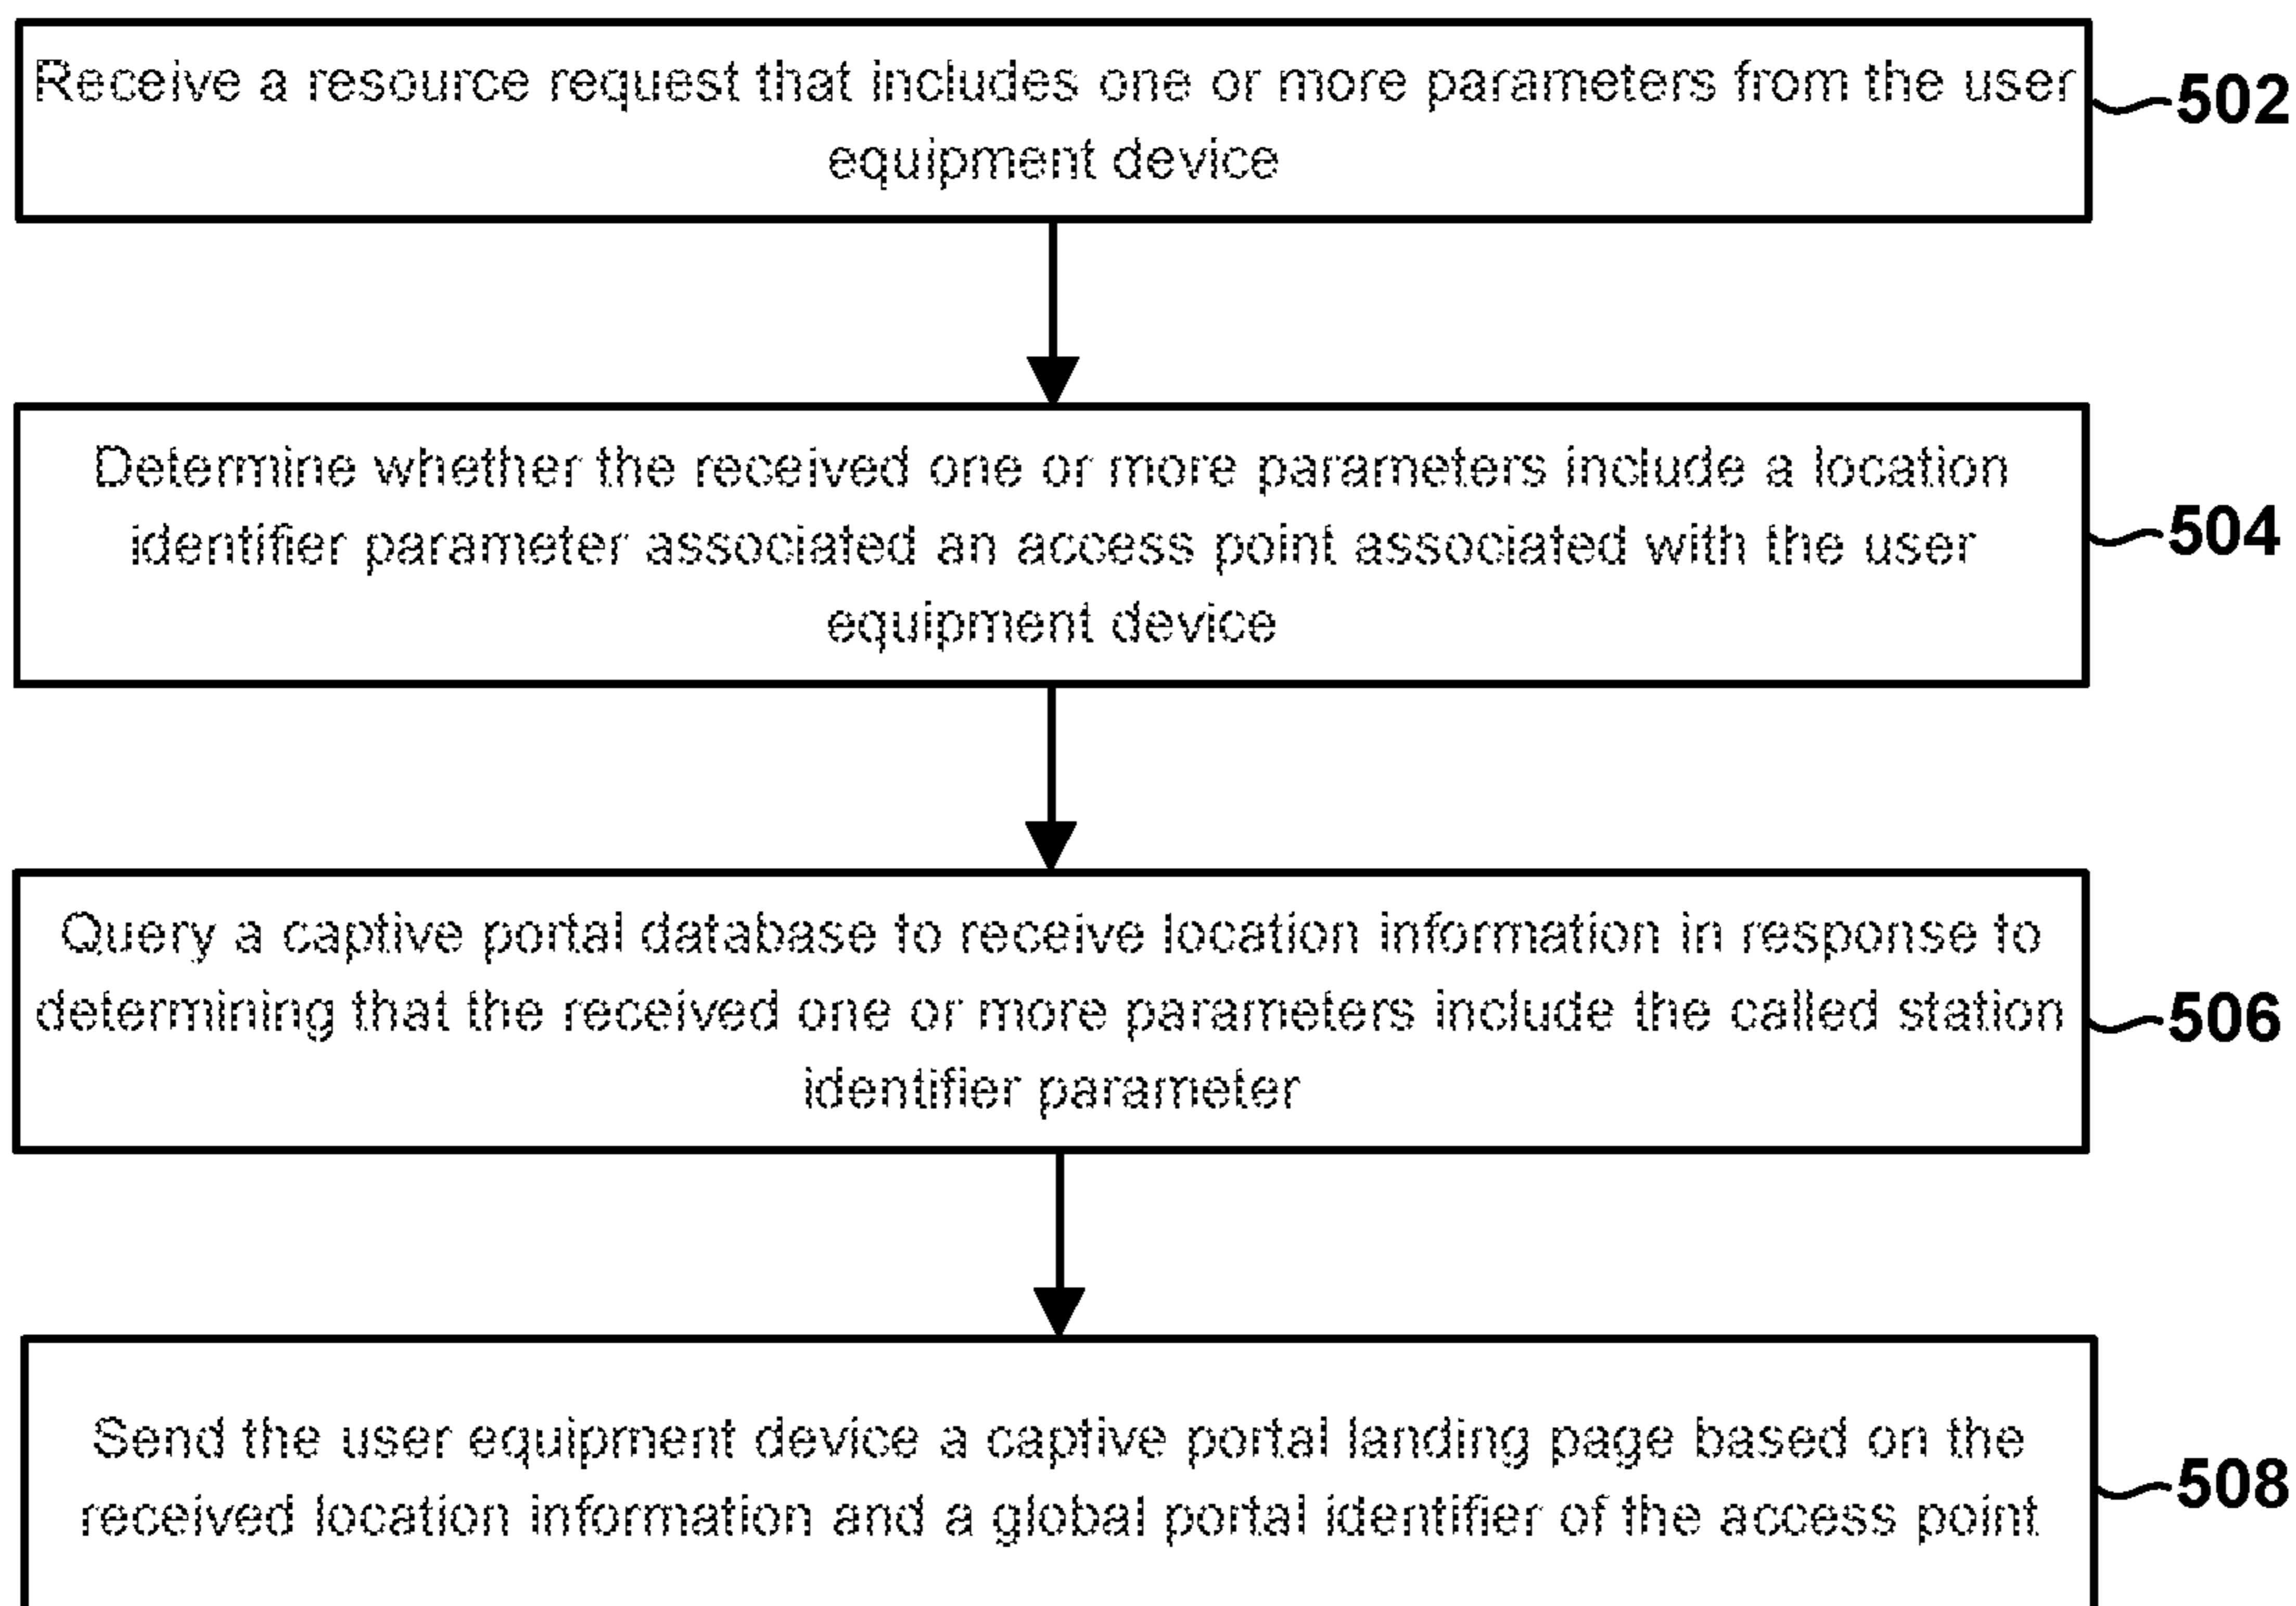 Receive a resource request that includes one or more parameters from the user
equipment device
502
Determine whether the received one or more parameters include a location
identifier parameter associated an access point associated with the user
equipment device
504
Query a captive portal database to receive location information in response to
determining that the received one or more parameters include the called station
identifier parameter
506
Send the user equipment device a captive portal landing page based on the
received location information and a global portal identifier of the access point
508